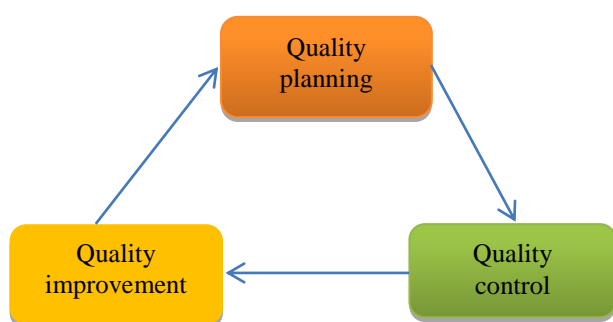 Quality
planning
Quality
improvement
Quality
control